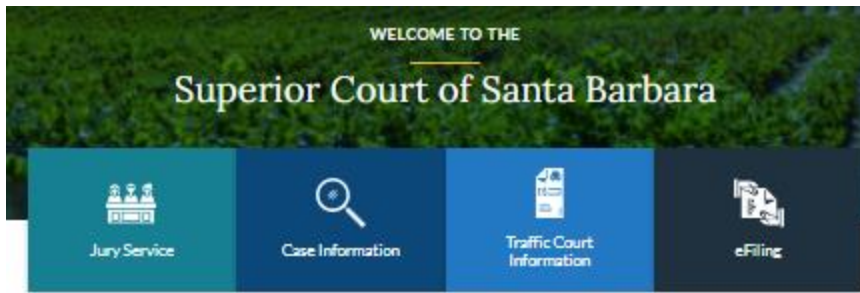 WELCOME TO THE
Superior Court of Santa Barbara
Jury Service
Case Information
Traffic Court
Information
eFiling